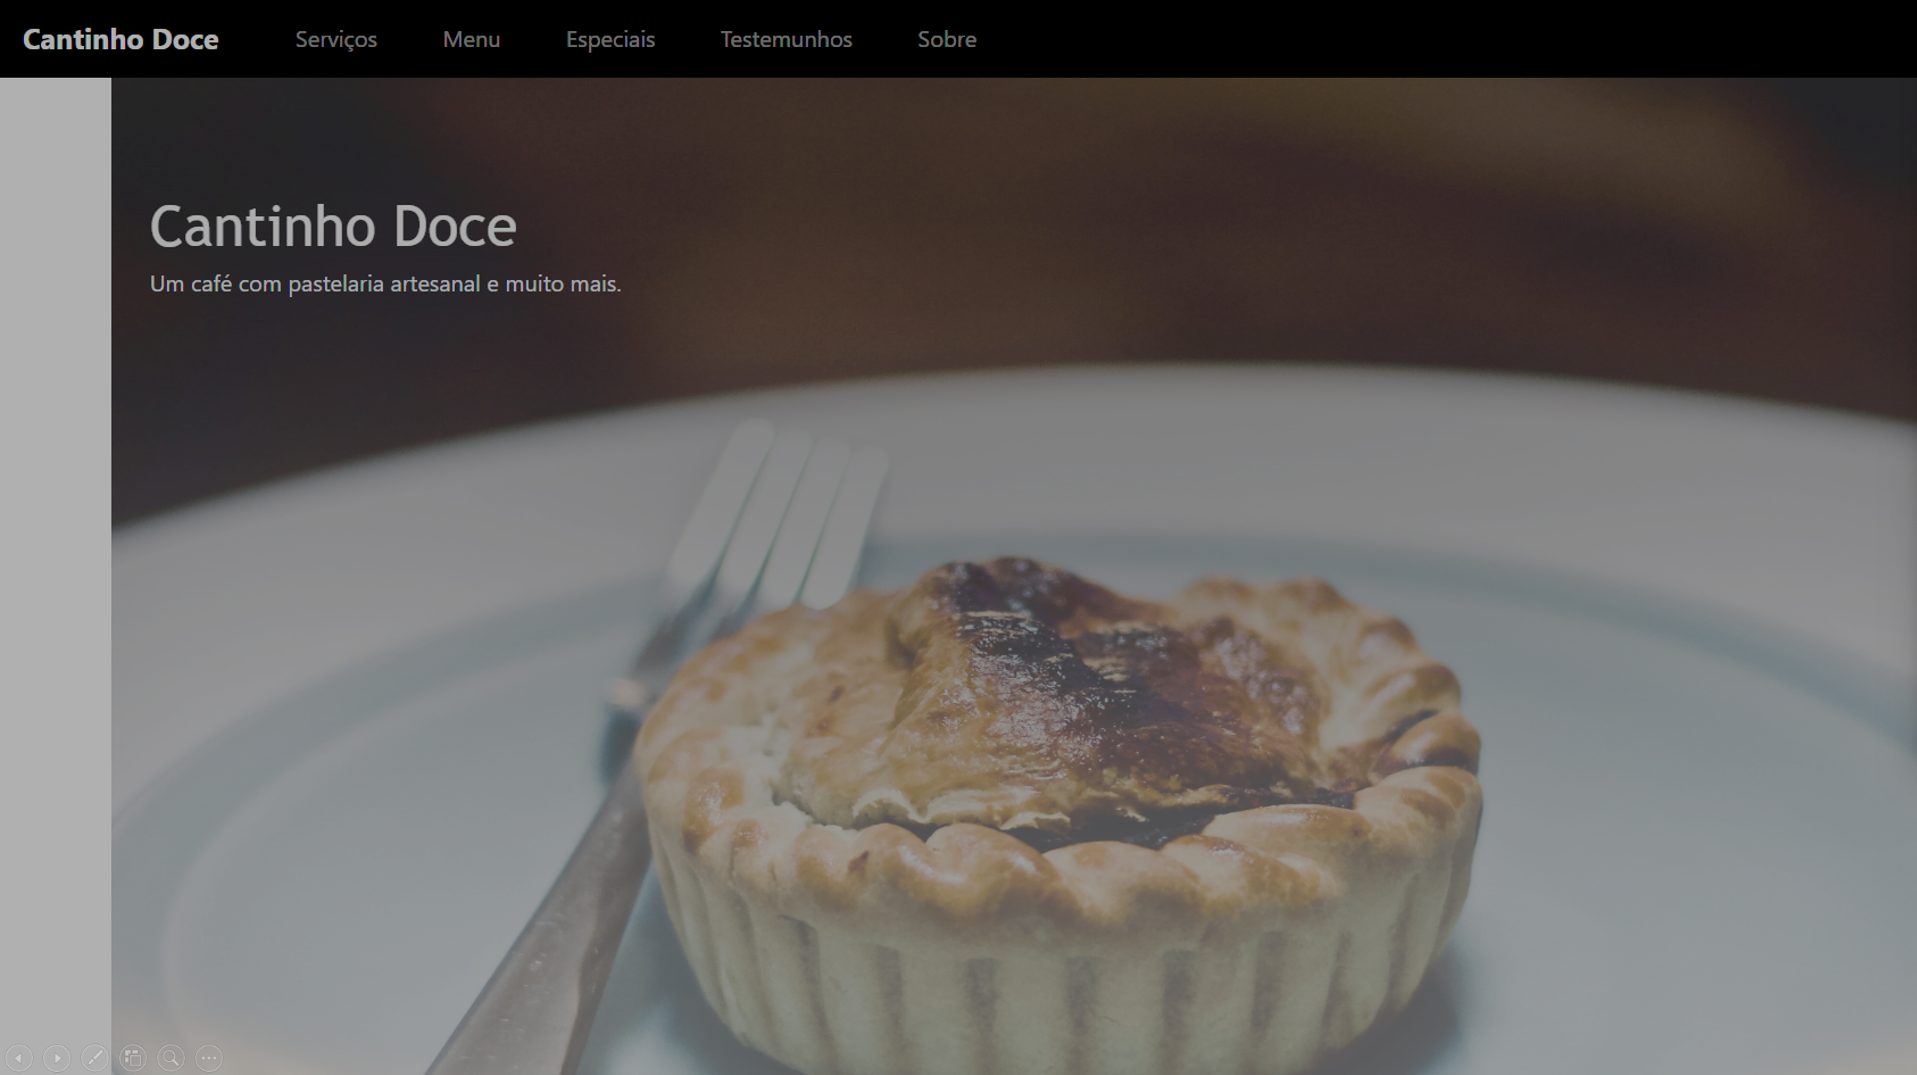 Cantinho Doce Serviços Menu Especiais Testemunhos Sobre
Cantinho Doce
Um café com pastelaria artesanal e muito mais.